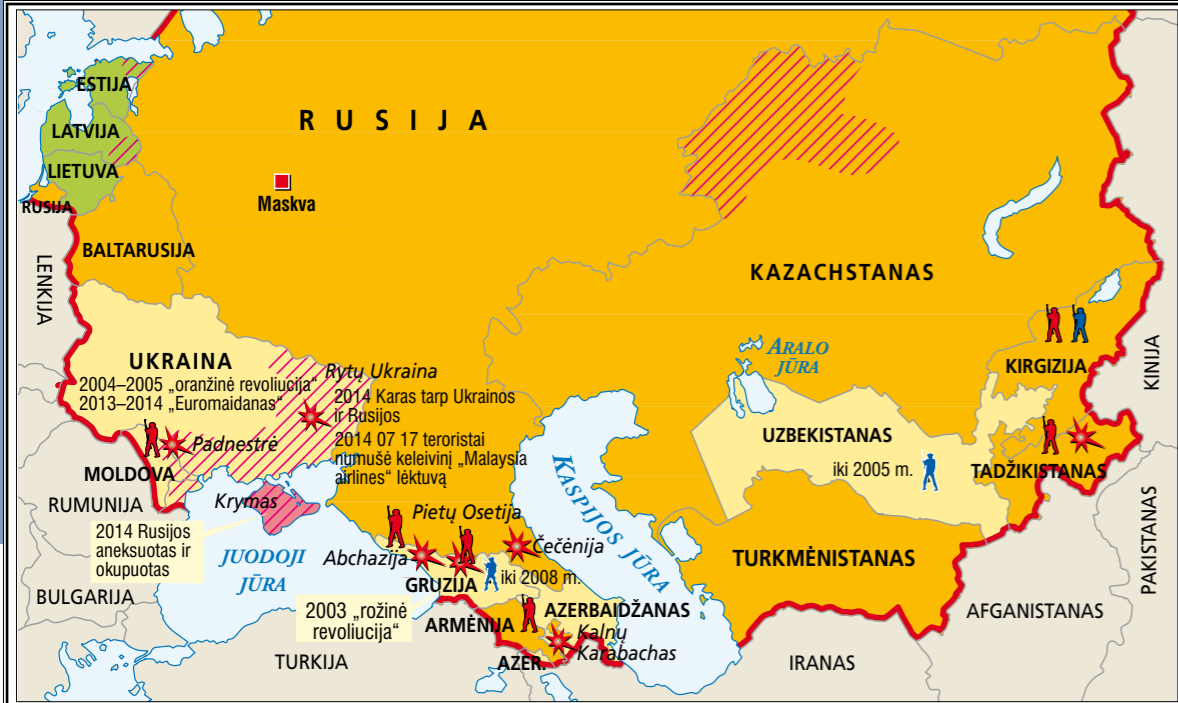 ESTIJA
LATVIJA
LIETUVA
RUSIJA
RUSIJA
Maskva
BALTARUSIJA
LENKIJA
KAZACHSTANAS
ARALO
JŪRA
KIRGIZIJA
KINIJA
UKRAINA
2004–2005 „oranžinė revoliucija“
2013–2014 „Euromaidanas“
Rytų Ukraina
2014 Karas tarp Ukrainos
ir Rusijos
2014 07 17 teroristai
numušė keleivinį „Malaysia
airlines“ lėktuvą
Padnestrė
MOLDOVA
RUMUNIJA
UZBEKISTANAS
iki 2005 m.
TADŽIKISTANAS
Krymas
2014 Rusijos
aneksuotas ir
okupuotas
JUODOJI
JŪRA
BULGARIJA
Pietų Osetija
Abchazija
Čečėnija
KASPIJOS JŪRA
TURKMĖNISTANAS
PAKISTANAS
GRUZIJA
iki 2008 m.
2003 „rožinė
revoliucija“
ARMĖNIJA
AZERBAIDŽANAS
Kalnų
Karabachas
AZER.
TURKIJA
IRANAS
AFGANISTANAS